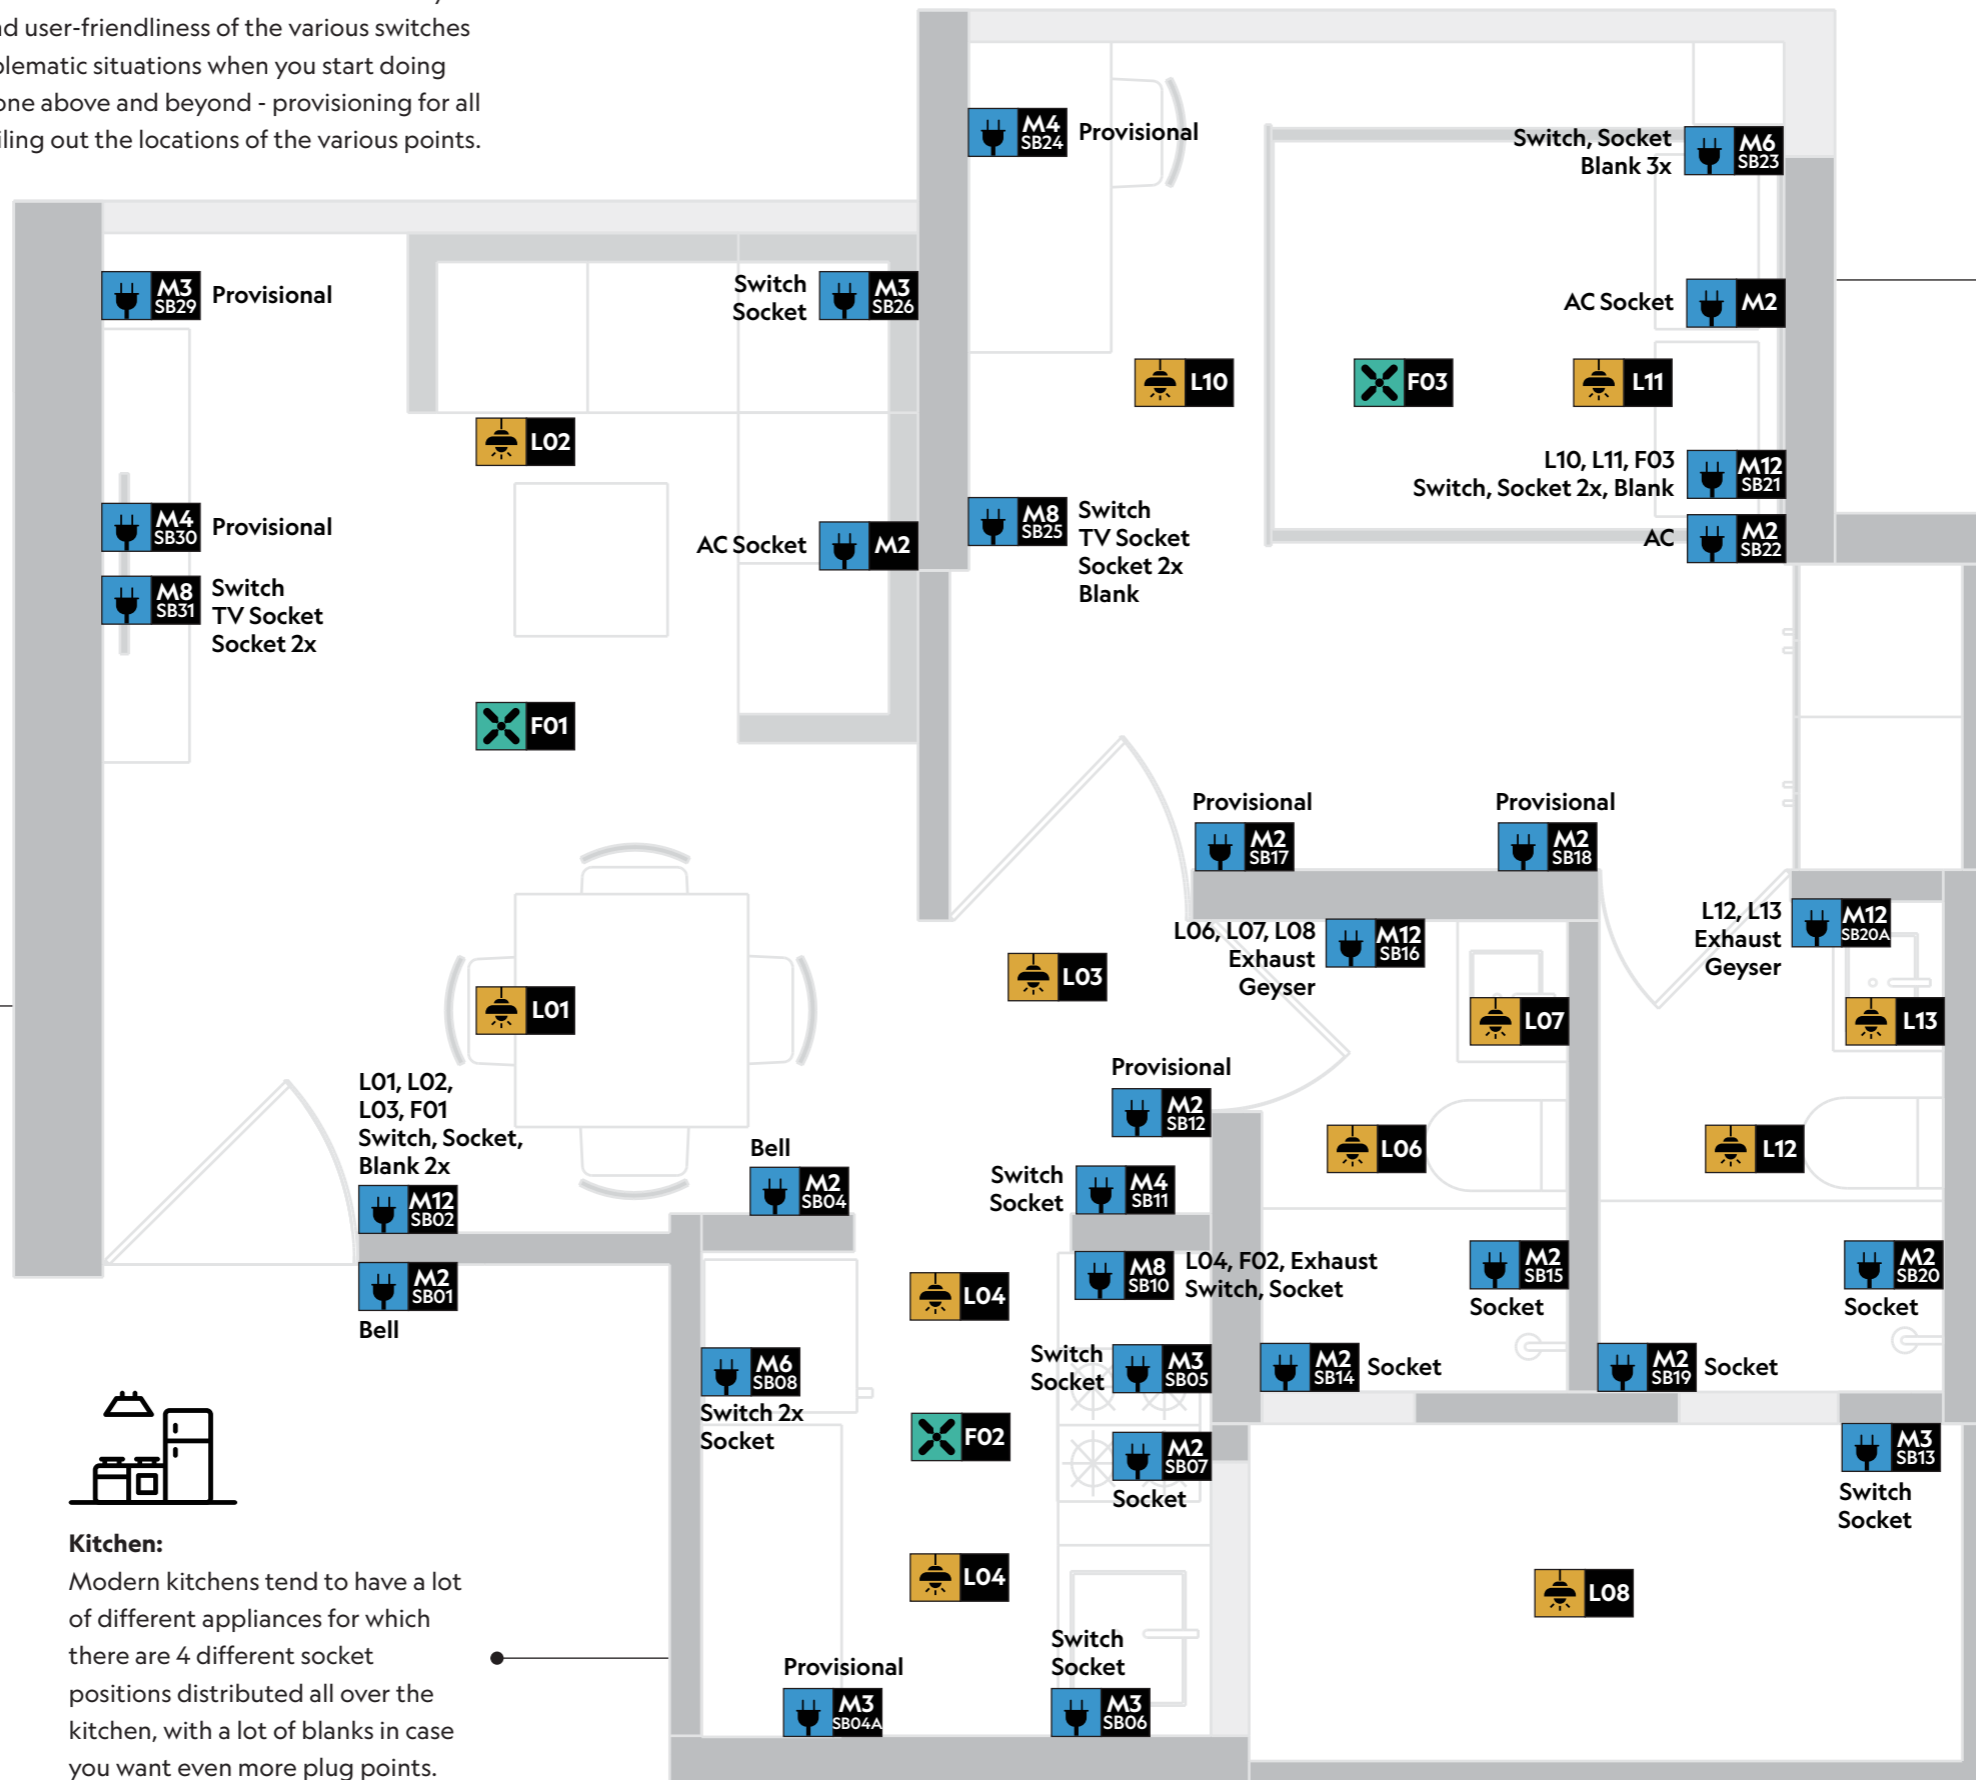 nd user-friendliness of the various switches
blematic situations when you start doing
one above and beyond - provisioning for all
iling out the locations of the various points.
M4
SB24
Provisional
Switch, Socket
Blank 3x
M6
SB23
M3
SB29
Provisional
Switch
Socket
M3
SB26
AC Socket
M2
L10
F03
L11
L02
L10, L11, F03
Switch, Socket 2x, Blank
M12
SB21
M4
SB30
Provisional
AC Socket
M2
M8
SB25
Switch
TV Socket
Socket 2x
Blank
AC
M2
SB22
M8
SB31
Switch
TV Socket
Socket 2x
F01
Provisional
M2
SB17
Provisional
M2
SB18
L06, L07, L08
Exhaust
Geyser
M12
SB16
L12, L13
Exhaust
Geyser
M12
SB20A
L03
L01
L07
L13
L01, L02,
L03, F01
Switch, Socket,
Blank 2x
M12
SB02
Provisional
M2
SB12
Bell
M2
SB04
L06
L12
Switch
Socket
M4
SB11
M2
SB01
Bell
L04
M8
SB10
L04, F02, Exhaust
Switch, Socket
M2
SB15
Socket
M2
SB20
Socket
M6
SB08
Switch 2x
Socket
Switch
Socket
M3
SB05
M2
SB14
Socket
M2
SB19
Socket
F02
M2
SB07
Socket
M3
SB13
Switch
Socket
L04
L08
Provisional
M3
SB04A
Switch
Socket
M3
SB06
Kitchen:
Modern kitchens tend to have a lot
of different appliances for which
there are 4 different socket
positions distributed all over the
kitchen, with a lot of blanks in case
you want even more plug points.